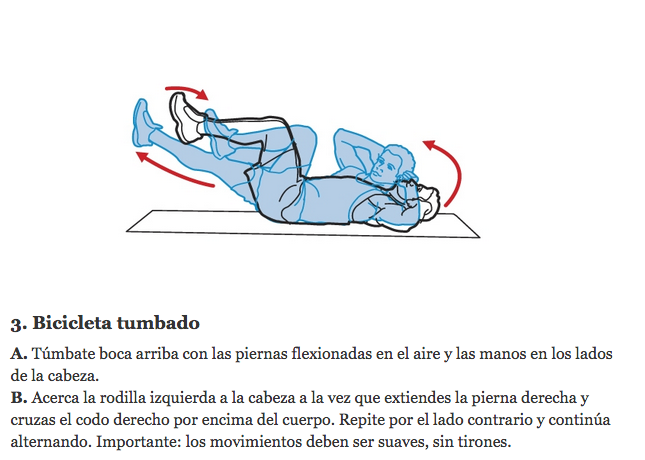 3. Bicicleta tumbado
A. Túmbate boca arriba con las piernas flexionadas en el aire y las manos en los lados
de la cabeza.
B. Acerca la rodilla izquierda a la cabeza a la vez que extiendes la pierna derecha y
cruzas el codo derecho por encima del cuerpo. Repite por el lado contrario y continúa
alternando. Importante: los movimientos deben ser suaves, sin tirones.